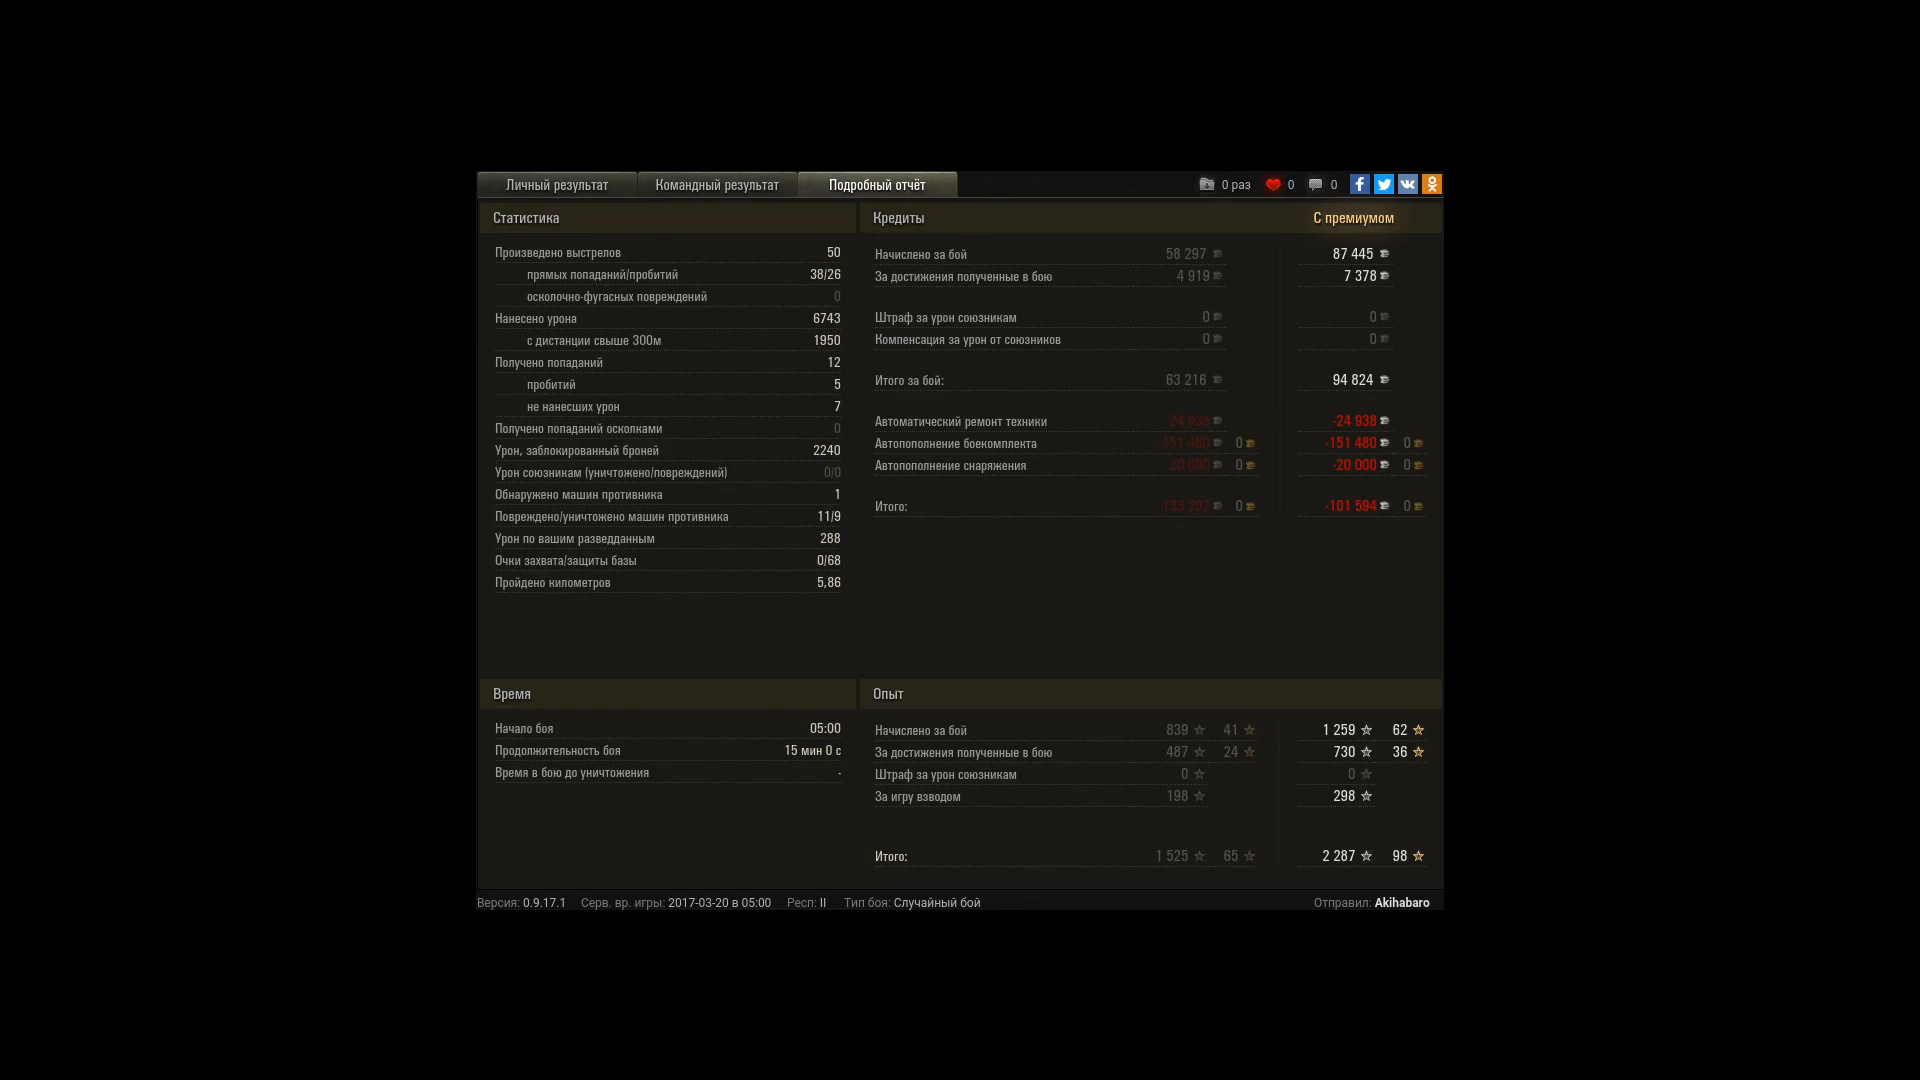 Личный результат Командный результат Подробный отчёт 0 раз 0 0
Статистика
Произведено выстрелов 50
прямых попаданий/пробитий 38/26
осколочно-фугасных повреждений 0
Нанесено урона 6743
с дистанции свыше 300м 1950
Получено попаданий 12
пробитий 5
не нанесших урон 7
Получено попаданий осколками 0
Урон, заблокированный броней 2240
Урон союзникам (уничтожено/повреждений) 0/0
Обнаружено машин противника 1
Повреждено/уничтожено машин противника 11/9
Урон по вашим разведданным 288
Очки захвата/защиты базы 0/68
Пройдено километров 5,86
Кредиты С премиумом
Начислено за бой 58 297 87 445
За достижения полученные в бою 4 919 7 378
Штраф за урон союзникам 0 0
Компенсация за урон от союзников 0 0
Итого за бой: 63 216 94 824
Автоматический ремонт техники -24 938 -24 938
Автопополнение боекомплекта -151 480 0 -151 480 0
Автопополнение снаряжения -20 000 0 -20 000 0
Итого: -133 202 0 -101 594 0
Время
Начало боя 05:00
Продолжительность боя 15 мин 0 с
Время в бою до уничтожения -
Опыт
Начислено за бой 839 41 1 259 62
За достижения полученные в бою 487 24 730 36
Штраф за урон союзникам 0 0
За игру взводом 198 298
Итого: 1 525 65 2 287 98
Версия: 0.9.17.1 Серв. вр. игры: 2017-03-20 в 05:00 Респ: II Тип боя: Случайный бой Отправил: Akihabaro